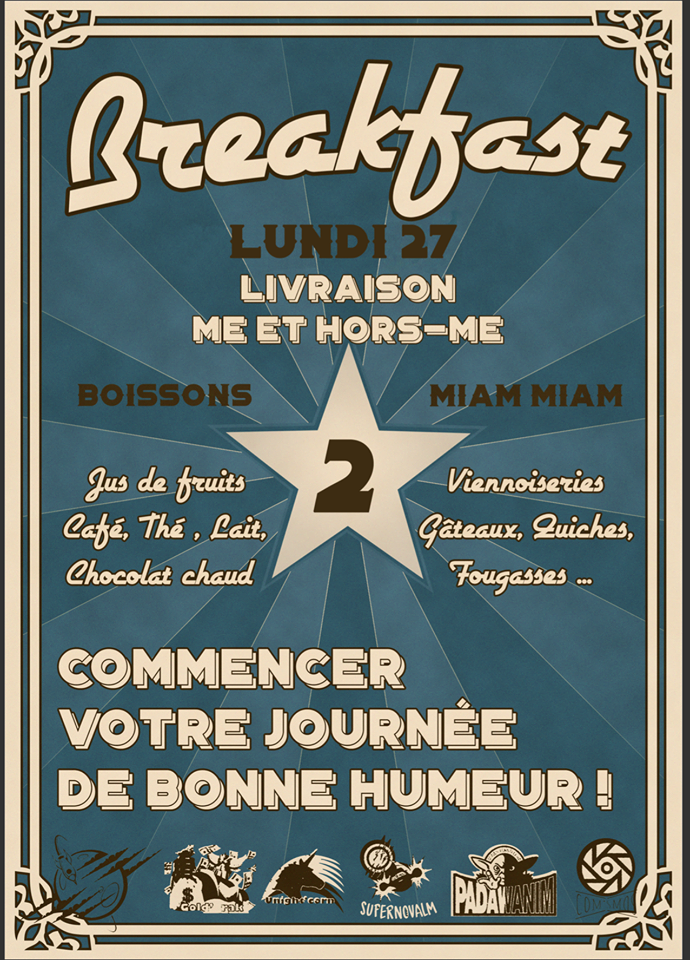 Breakfast
LUNDI 27
LIVRAISON
ME ET HORS-ME
BOISSONS
MIAM MIAM
2
Jus de fruits
Café, Thé , Lait,
Chocolat chaud
Viennoiseries
Gâteaux, Quiches,
Fougasses ...
COMMENCER
VOTRE JOURNÉE
DE BONNE HUMEUR !
$
SUPERNOVALM
PADAWANIM